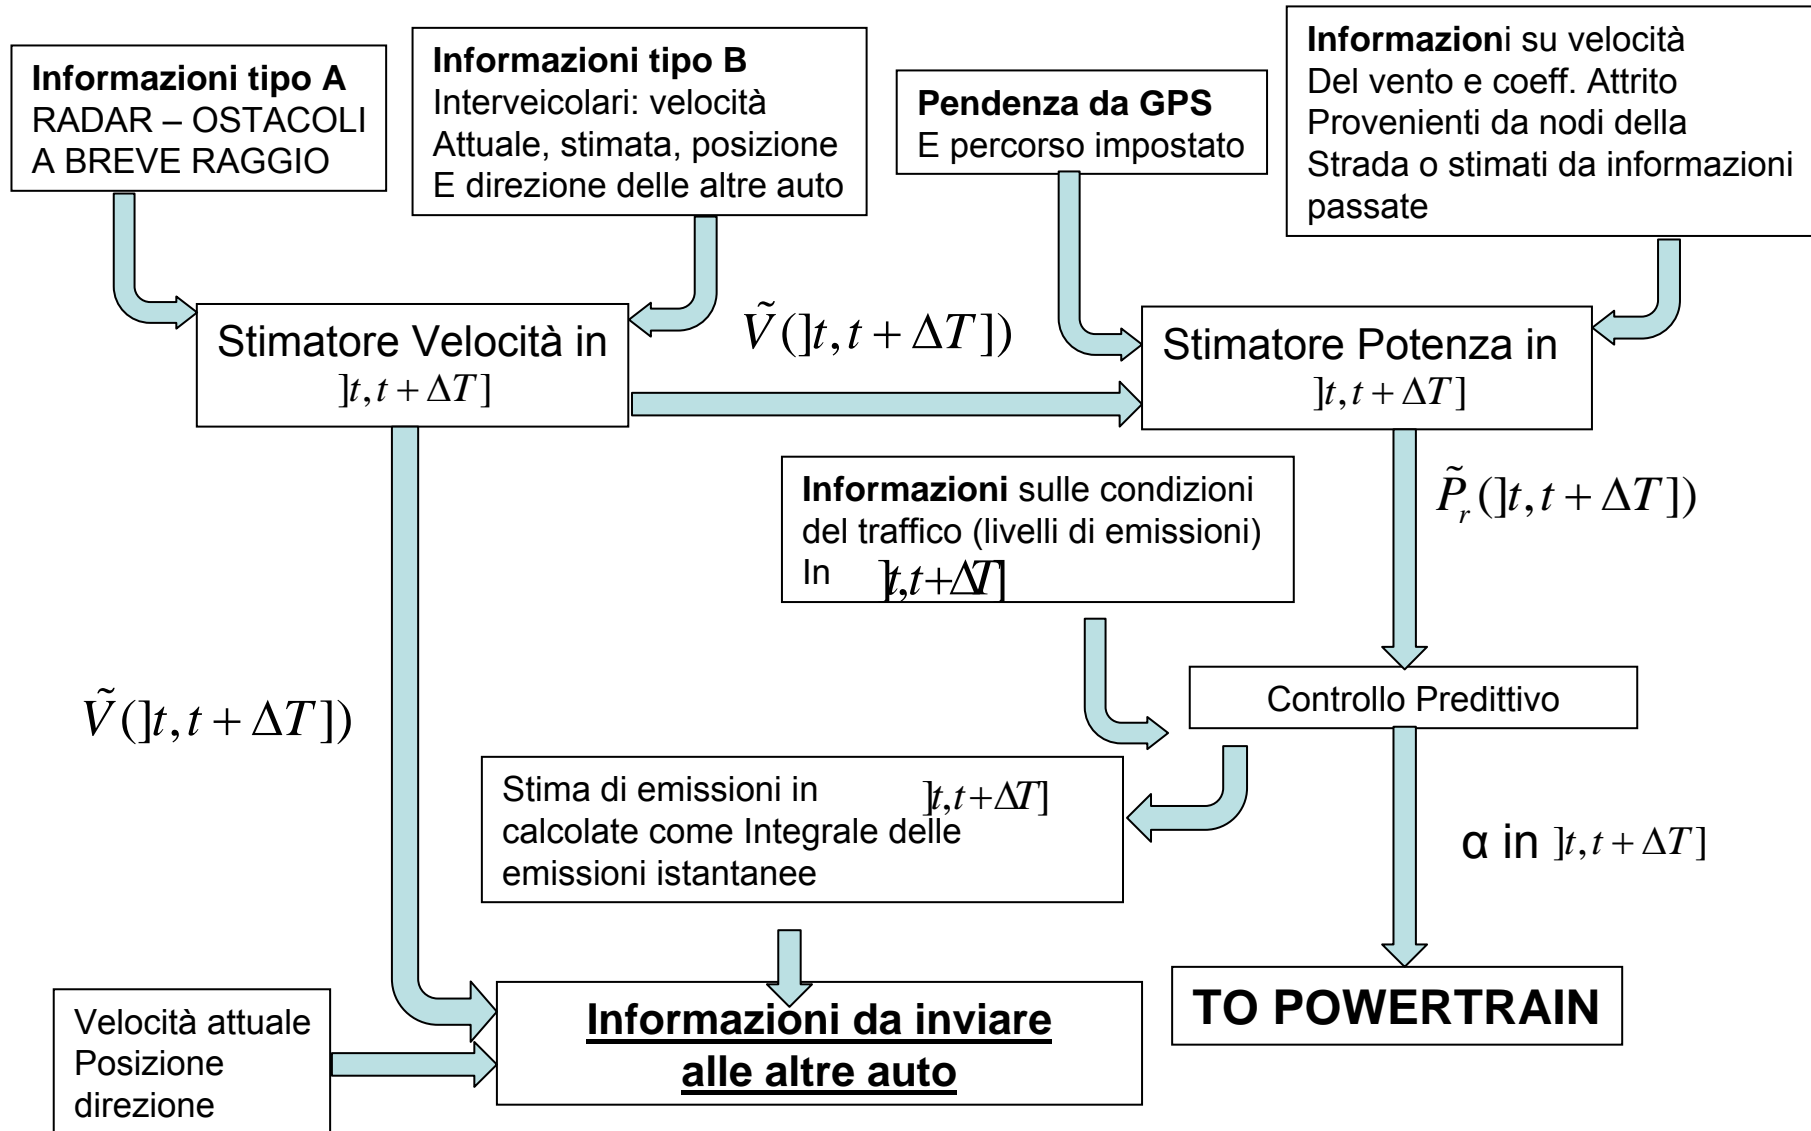 Informazioni tipo A
RADAR – OSTACOLI
A BREVE RAGGIO
Informazioni tipo B
Interveicolari: velocità
Attuale, stimata, posizione
E direzione delle altre auto
Pendenza da GPS
E percorso impostato
Informazioni su velocità
Del vento e coeff. Attrito
Provenienti da nodi della
Strada o stimati da informazioni
passate
Stimatore Velocità in
]t, t + ΔT]
Ṽ(]t, t + ΔT])
Stimatore Potenza in
]t, t + ΔT]
Informazioni sulle condizioni
del traffico (livelli di emissioni)
In ]t,t+ΔT]
P̃r(]t, t + ΔT])
Ṽ(]t, t + ΔT])
Controllo Predittivo
Stima di emissioni in ]t,t+ΔT]
calcolate come Integrale delle
emissioni istantanee
α in ]t, t + ΔT]
Velocità attuale
Posizione
direzione
Informazioni da inviare
alle altre auto
TO POWERTRAIN